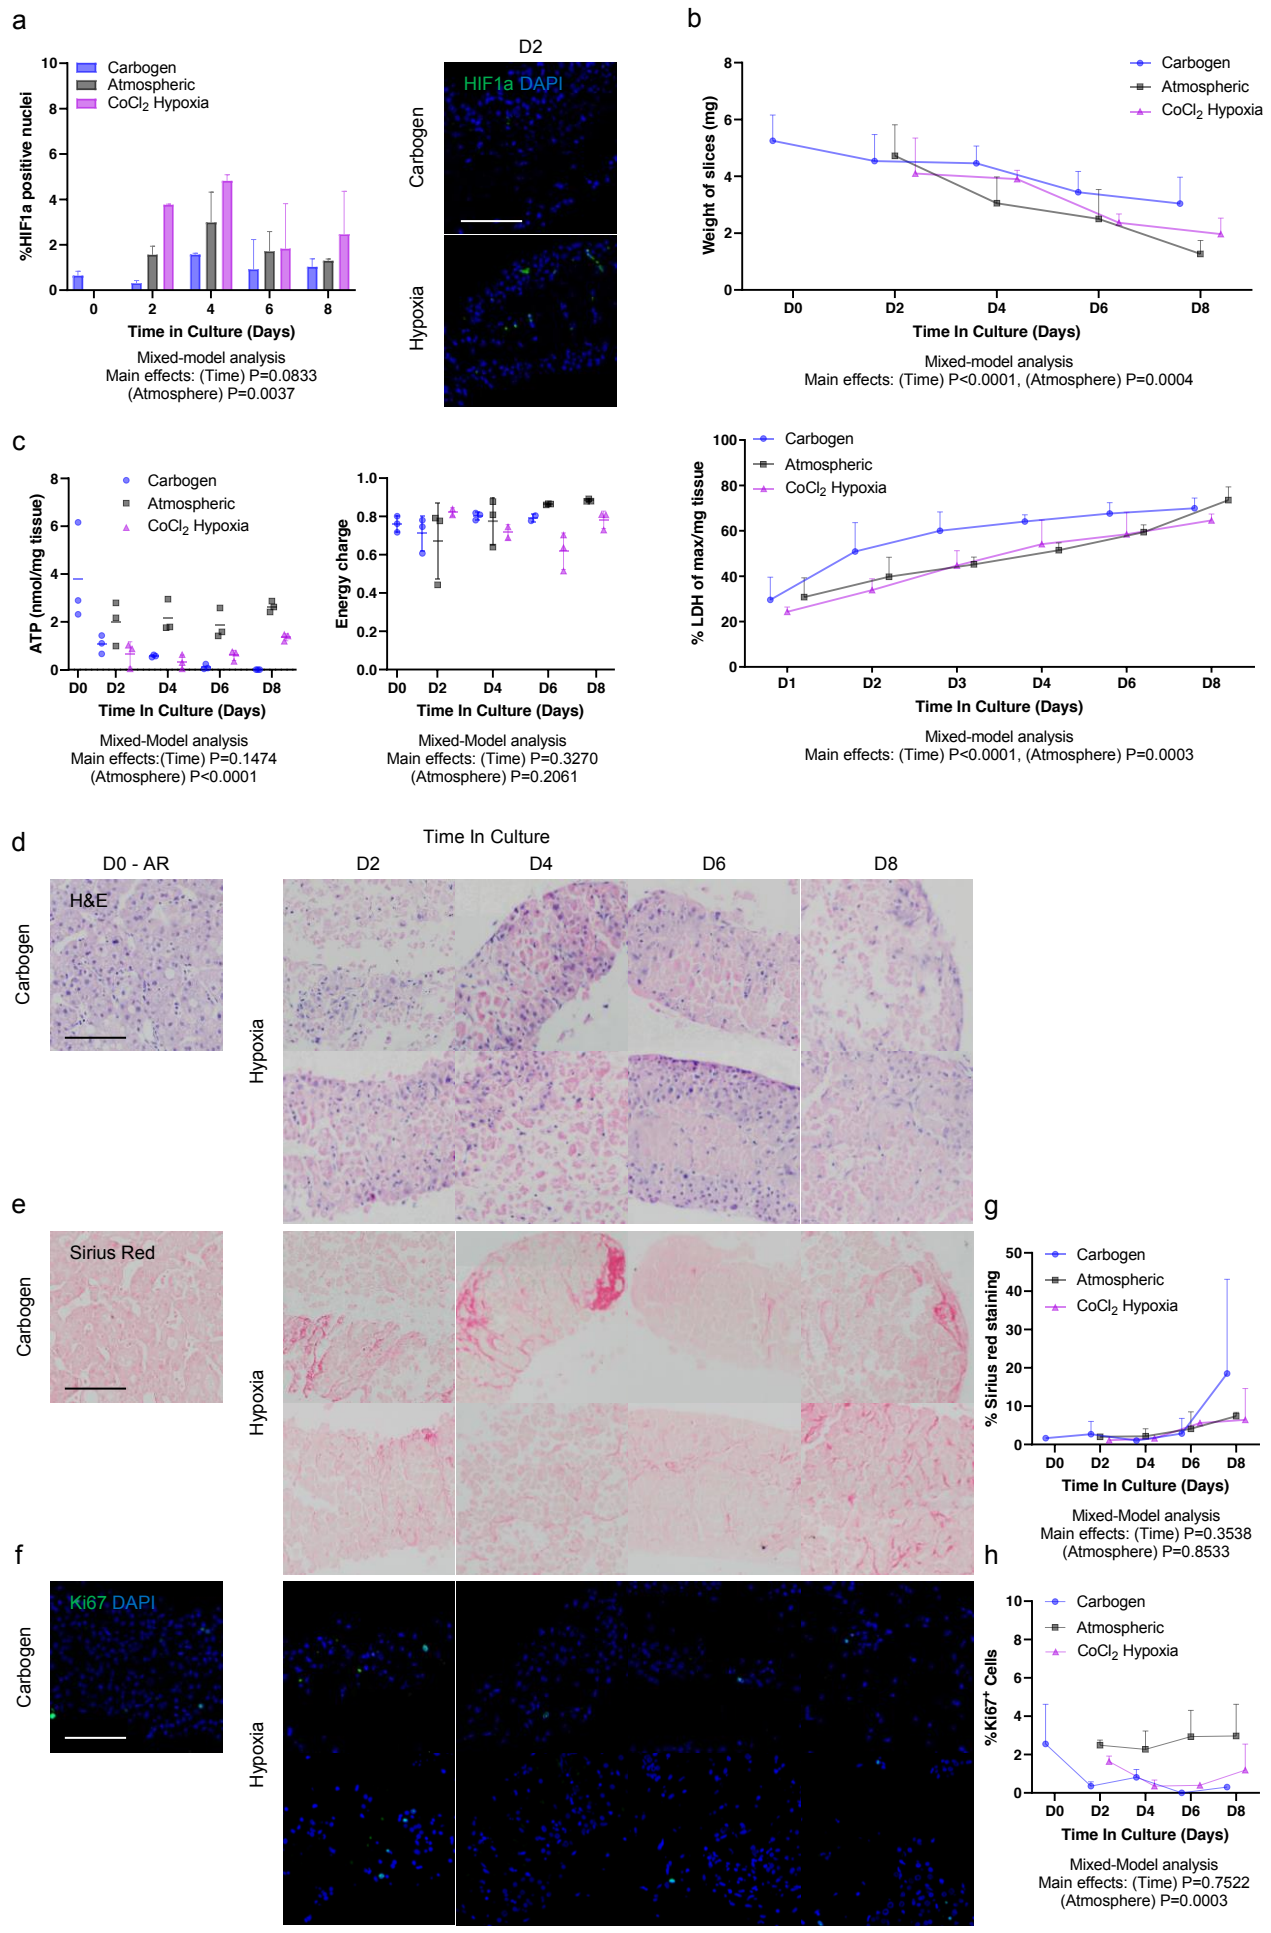 a
%HIF1a positive nuclei
10
8
6
4
2
0
Carbogen
Atmospheric
CoCl2 Hypoxia
0 2 4 6 8
Time in Culture (Days)
Mixed-model analysis
Main effects: (Time) P=0.0833
(Atmosphere) P=0.0037
D2
Carbogen
HIF1a DAPI
Hypoxia
b
Weight of slices (mg)
8
6
4
2
0
Carbogen
Atmospheric
CoCl2 Hypoxia
D0 D2 D4 D6 D8
Time In Culture (Days)
Mixed-model analysis
Main effects: (Time) P<0.0001, (Atmosphere) P=0.0004
% LDH of max/mg tissue
100
80
60
40
20
0
Carbogen
Atmospheric
CoCl2 Hypoxia
D1 D2 D3 D4 D6 D8
Time In Culture (Days)
Mixed-model analysis
Main effects: (Time) P<0.0001, (Atmosphere) P=0.0003
c
ATP (nmol/mg tissue)
8
6
4
2
0
Carbogen
Atmospheric
CoCl2 Hypoxia
D0 D2 D4 D6 D8
Time In Culture (Days)
Mixed-Model analysis
Main effects:(Time) P=0.1474
(Atmosphere) P<0.0001
Energy charge
1.0
0.8
0.6
0.4
0.2
0.0
D0 D2 D4 D6 D8
Time In Culture (Days)
Mixed-Model analysis
Main effects: (Time) P=0.3270
(Atmosphere) P=0.2061
d
Time In Culture
D0 - AR
D2 D4 D6 D8
Carbogen
H&E
Hypoxia
e
Carbogen
Sirius Red
Hypoxia
f
Carbogen
Ki67 DAPI
Hypoxia
g
% Sirius red staining
50
40
30
20
10
0
Carbogen
Atmospheric
CoCl2 Hypoxia
D0 D2 D4 D6 D8
Time In Culture (Days)
Mixed-Model analysis
Main effects: (Time) P=0.3538
(Atmosphere) P=0.8533
h
%Ki67+ Cells
10
8
6
4
2
0
Carbogen
Atmospheric
CoCl2 Hypoxia
D0 D2 D4 D6 D8
Time In Culture (Days)
Mixed-Model analysis
Main effects: (Time) P=0.7522
(Atmosphere) P=0.0003